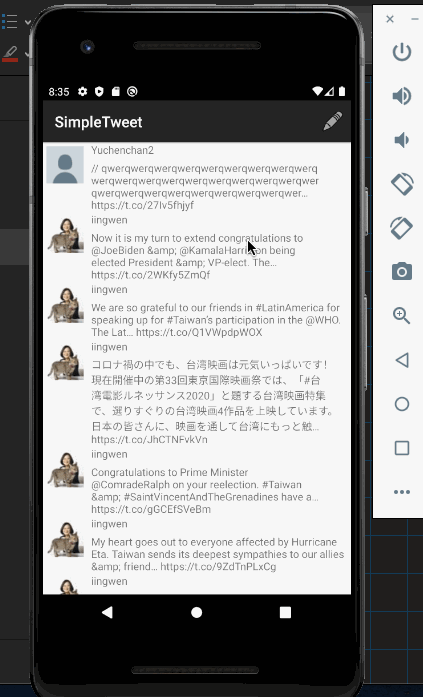 8:35
SimpleTweet
Yuchenchan2
// qwerqwerqwerqwerqwerqwerqwerqwerq
werqwerqwerqwerqwerqwerqwerqwerqwer
qwerqwerqwerqwerqwerqwerqwerqwer…
https://t.co/27Iv5fhjyf
iingwen
Now it is my turn to extend congratulations to
@JoeBiden &amp; @KamalaHarrison being
elected President &amp; VP-elect. The…
https://t.co/2WKfy5ZmQf
iingwen
We are so grateful to our friends in #LatinAmerica for
speaking up for #Taiwan's participation in the @WHO.
The Lat… https://t.co/Q1VWpdpWOX
iingwen
コロナ禍の中でも、台湾映画は元気いっぱいです!
現在開催中の第33回東京国際映画祭では、「#台
湾電影ルネッサンス2020」と題する台湾映画特集
で、選りすぐりの台湾映画4作品を上映しています。
日本の皆さんに、映画を通して台湾にもっと触…
https://t.co/JhCTNFvkVn
iingwen
Congratulations to Prime Minister
@ComradeRalph on your reelection. #Taiwan
&amp; #SaintVincentAndTheGrenadines have a…
https://t.co/gGCEfSVeBm
iingwen
My heart goes out to everyone affected by Hurricane
Eta. Taiwan sends its deepest sympathies to our allies
&amp; friend… https://t.co/9ZdTnPLxCg
iingwen